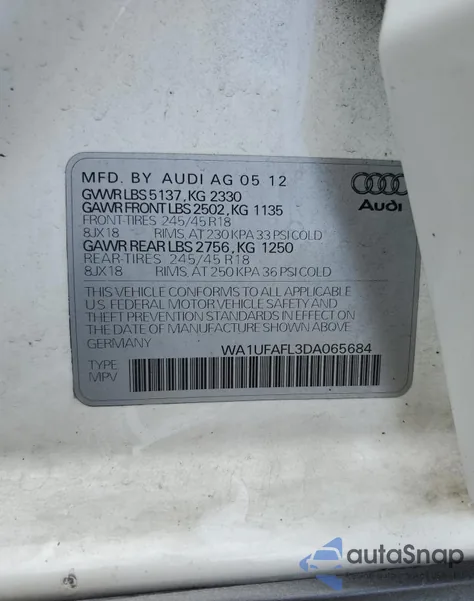 MFD. BY AUDI AG 05 12
GVWR LBS 5137, KG 2330
GAWR FRONT LBS 2502, KG 1135
FRONT-TIRES 245/45 R18
8JX18 RIMS, AT 230 KPA 33 PSI COLD
GAWR REAR LBS 2756, KG 1250
REAR-TIRES 245/45 R18
8JX18 RIMS, AT 250 KPA 36 PSI COLD
Audi
THIS VEHICLE CONFORMS TO ALL APPLICABLE
U.S. FEDERAL MOTOR VEHICLE SAFETY AND
THEFT PREVENTION STANDARDS IN EFFECT ON
THE DATE OF MANUFACTURE SHOWN ABOVE.
GERMANY WA1UFAFL3DA065684
TYPE:
MPV
autoSnap